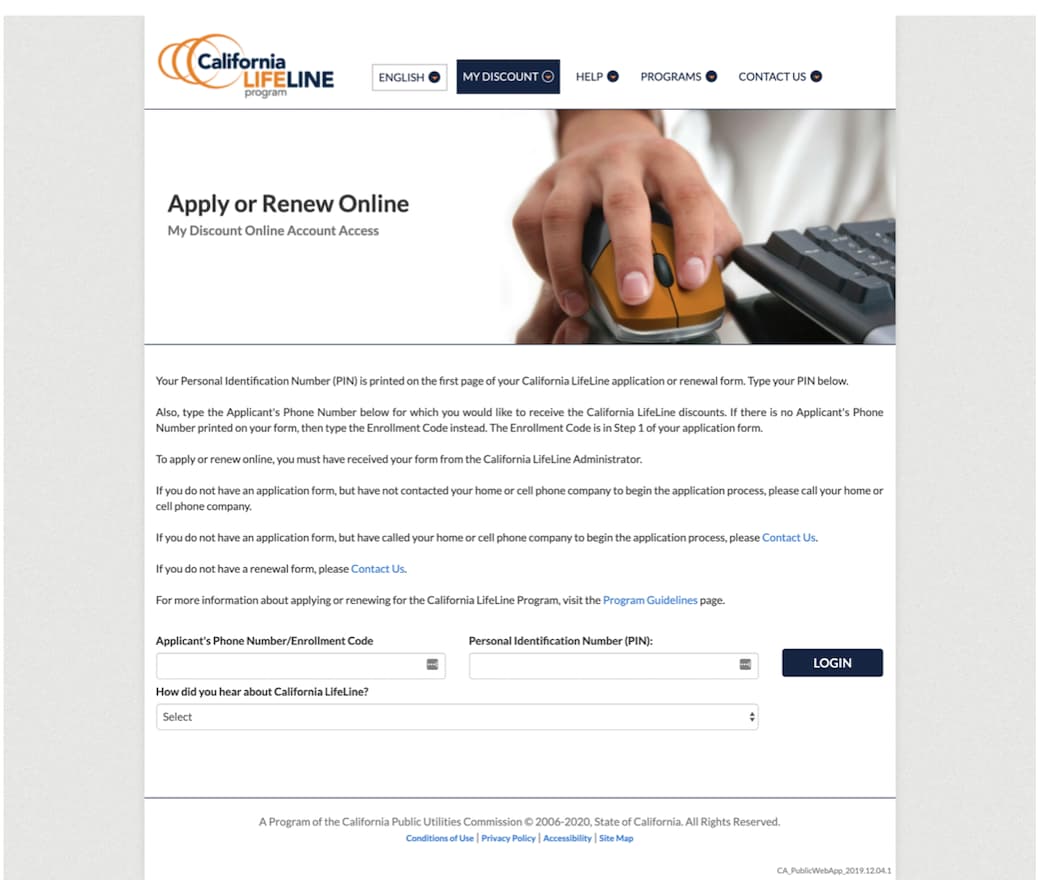 California
LIFELINE
program
ENGLISH
MY DISCOUNT
HELP
PROGRAMS
CONTACT US
Apply or Renew Online
My Discount Online Account Access
Your Personal Identification Number (PIN) is printed on the first page of your California LifeLine application or renewal form. Type your PIN below.
Also, type the Applicant's Phone Number below for which you would like to receive the California LifeLine discounts. If there is no Applicant's Phone
Number printed on your form, then type the Enrollment Code instead. The Enrollment Code is in Step 1 of your application form.
To apply or renew online, you must have received your form from the California LifeLine Administrator.
If you do not have an application form, but have not contacted your home or cell phone company to begin the application process, please call your home or
cell phone company.
If you do not have an application form, but have called your home or cell phone company to begin the application process, please Contact Us.
If you do not have a renewal form, please Contact Us.
For more information about applying or renewing for the California LifeLine Program, visit the Program Guidelines page.
Applicant's Phone Number/Enrollment Code
Personal Identification Number (PIN):
LOGIN
How did you hear about California LifeLine?
Select
A Program of the California Public Utilities Commission © 2006-2020, State of California. All Rights Reserved.
Conditions of Use | Privacy Policy | Accessibility | Site Map
CA_PublicWebApp_2019.12.04.1